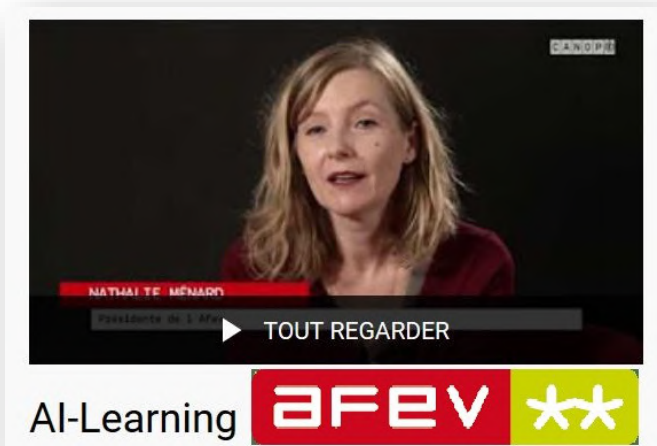 CANOPÉ
NATHALIE MÉNARD
Présidente de l'Afev
TOUT REGARDER
AI-Learning afev **